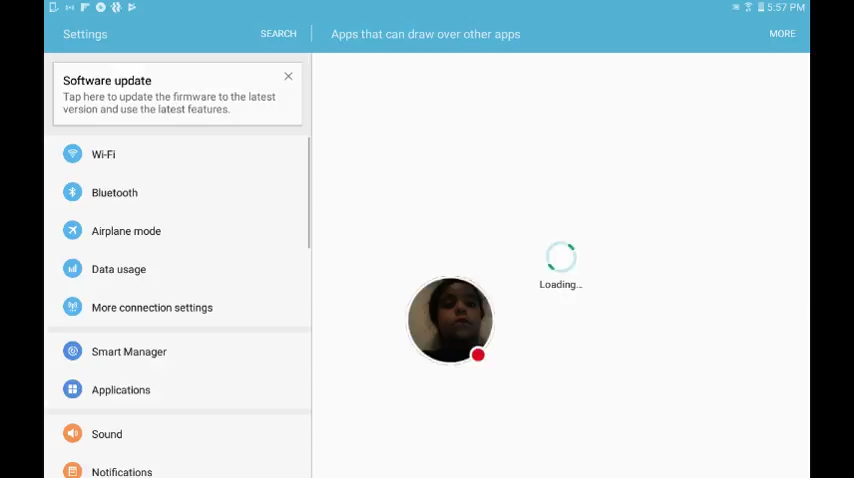 5:57 PM
Settings
SEARCH
Apps that can draw over other apps
MORE
Software update
Tap here to update the firmware to the latest
version and use the latest features.
Wi-Fi
Bluetooth
Airplane mode
Data usage
More connection settings
Smart Manager
Applications
Sound
Notifications
Loading...